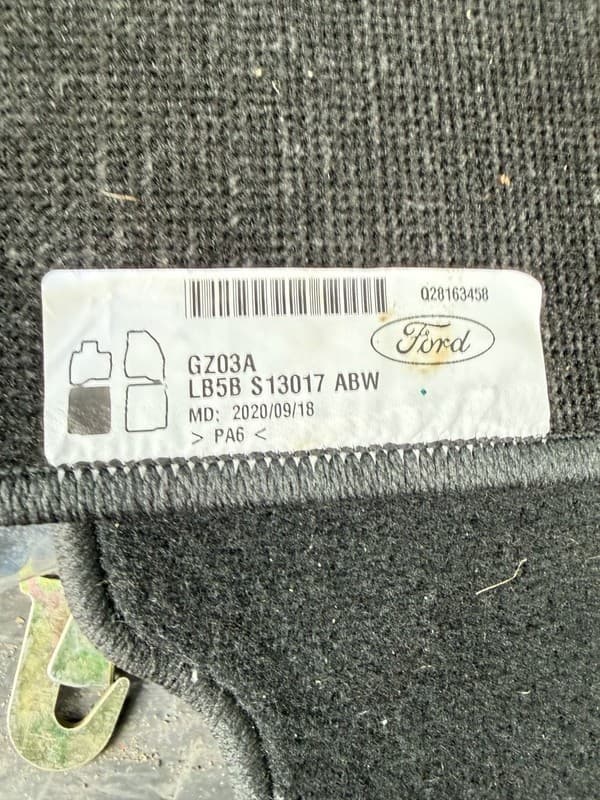 Q28163458
Ford
GZ03A
LB5B S13017 ABW
MD: 2020/09/18
> PA6 <